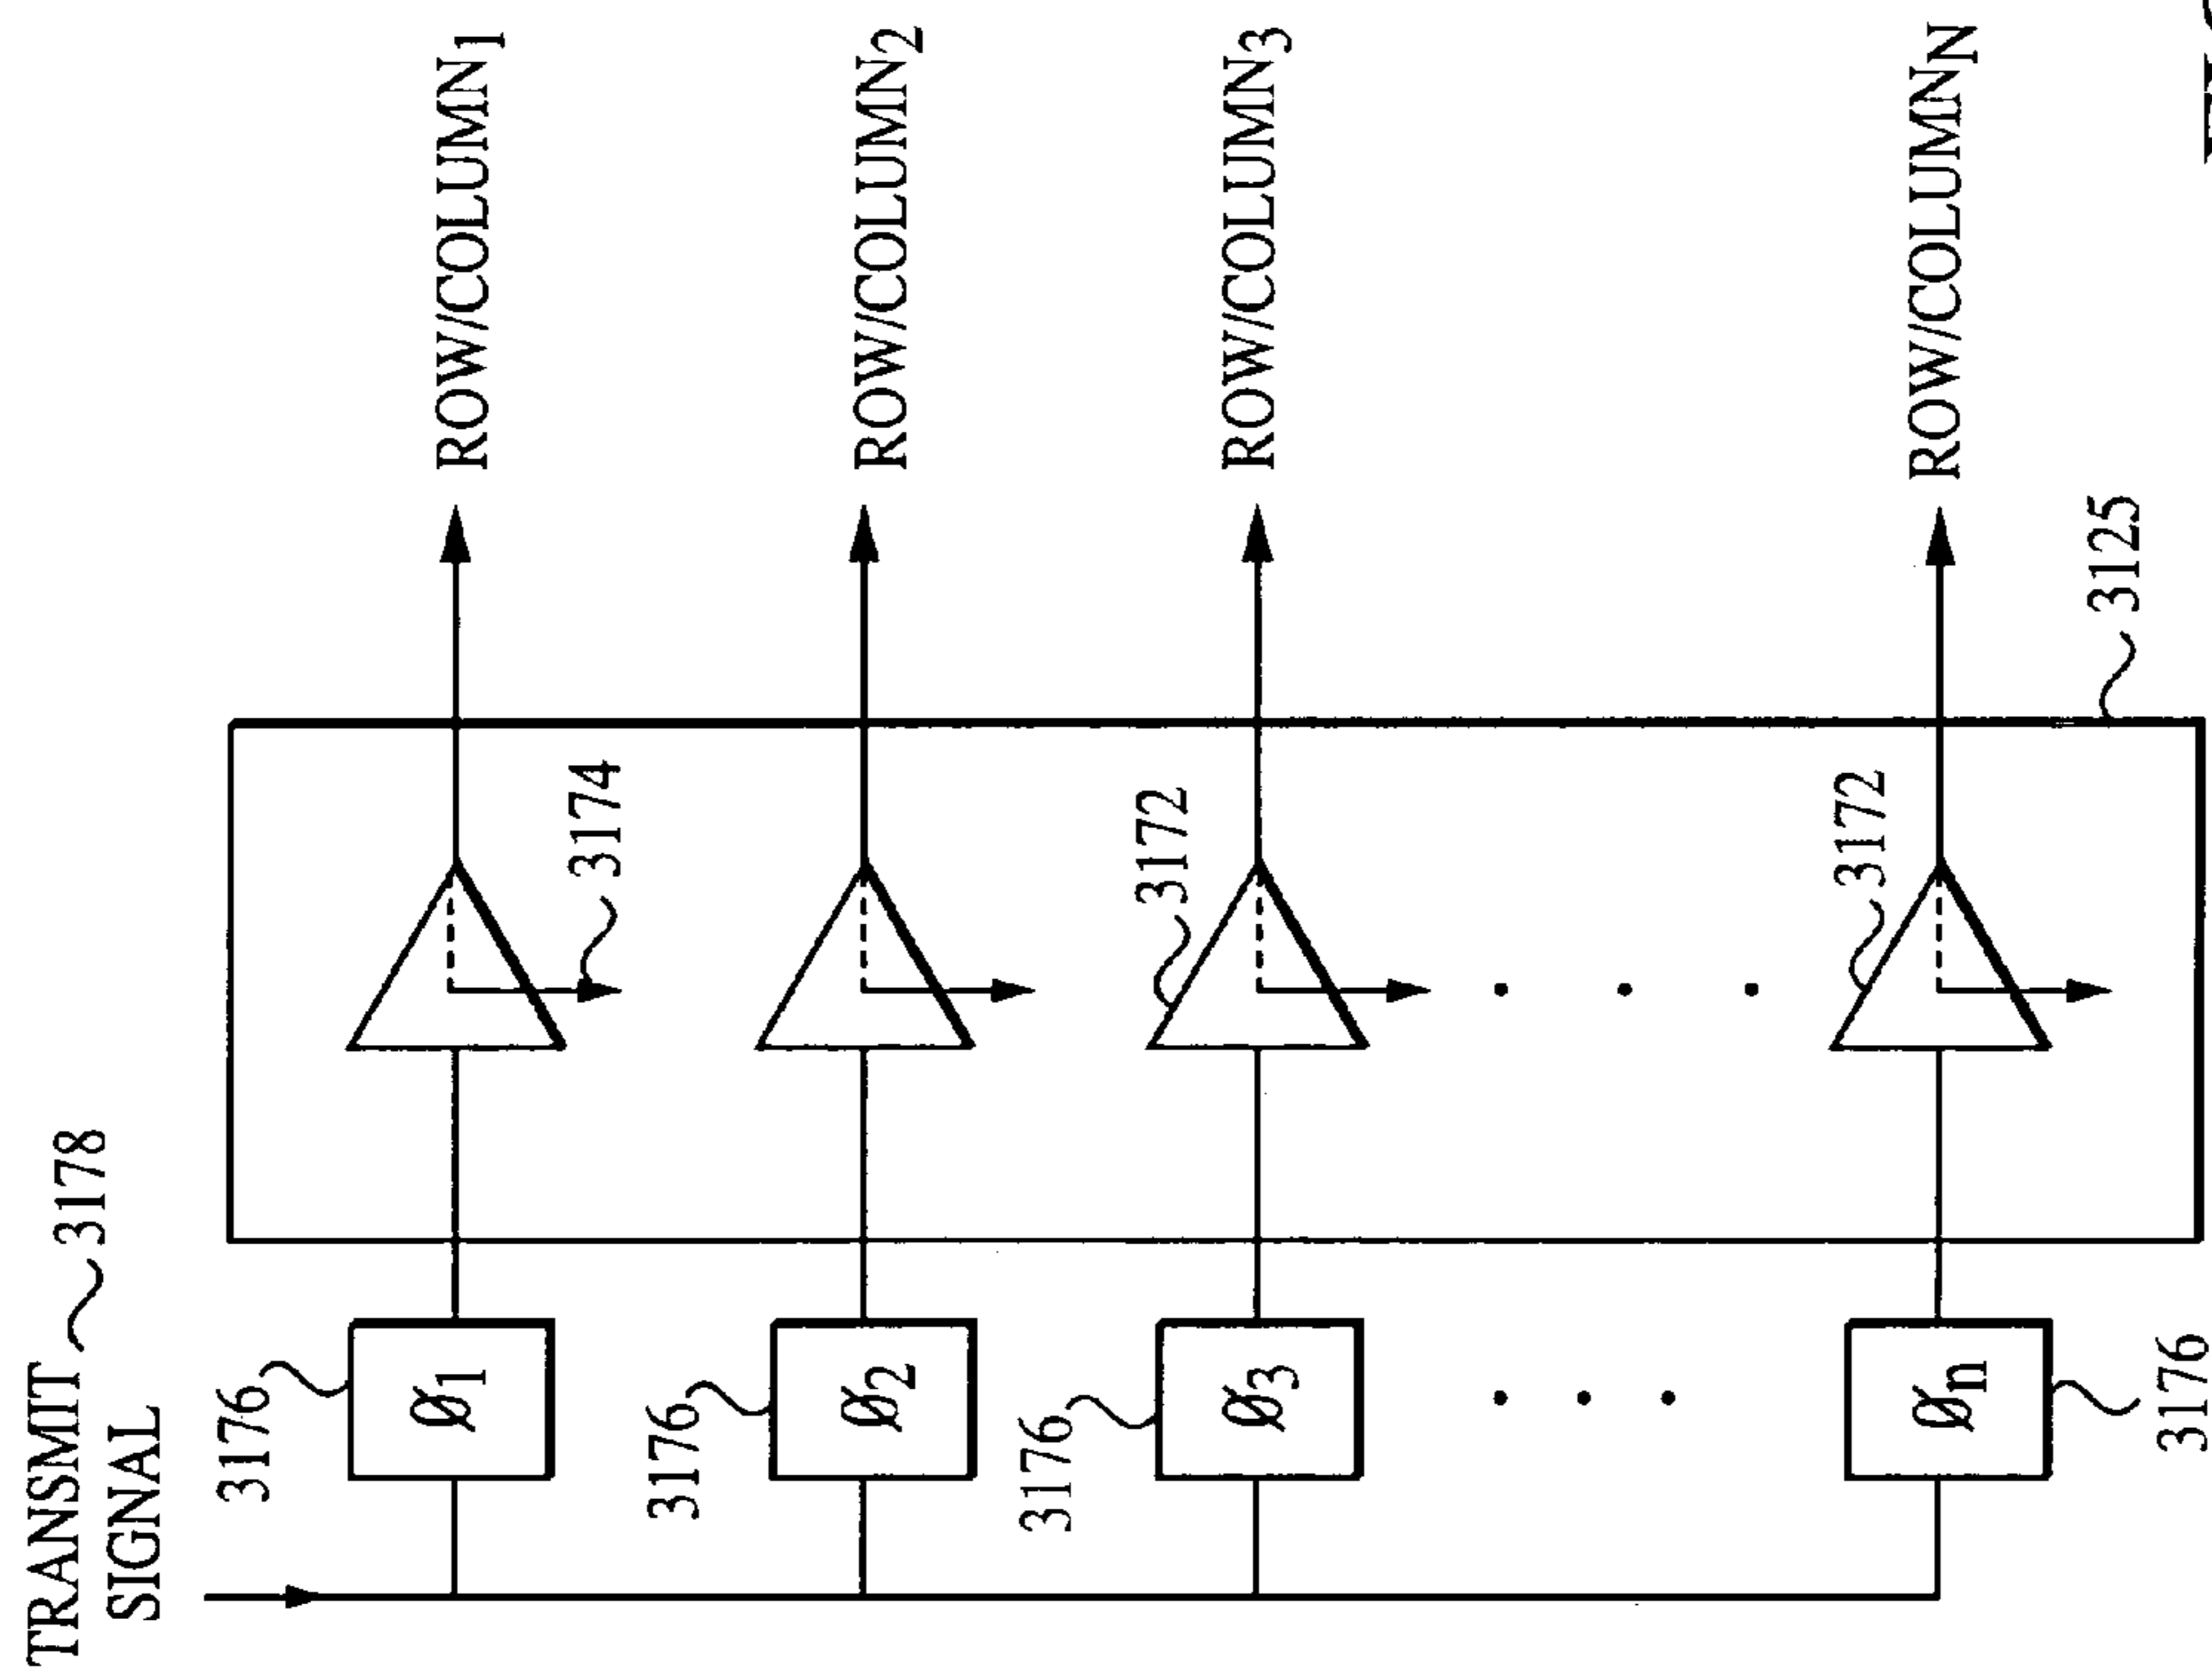 TRANSMIT
SIGNAL
3178
3176
Ø1
3174
ROW/COLUMN1
3176
Ø2
ROW/COLUMN2
3176
Ø3
3172
ROW/COLUMN3
3176
Øn
3172
ROW/COLUMNN
3125